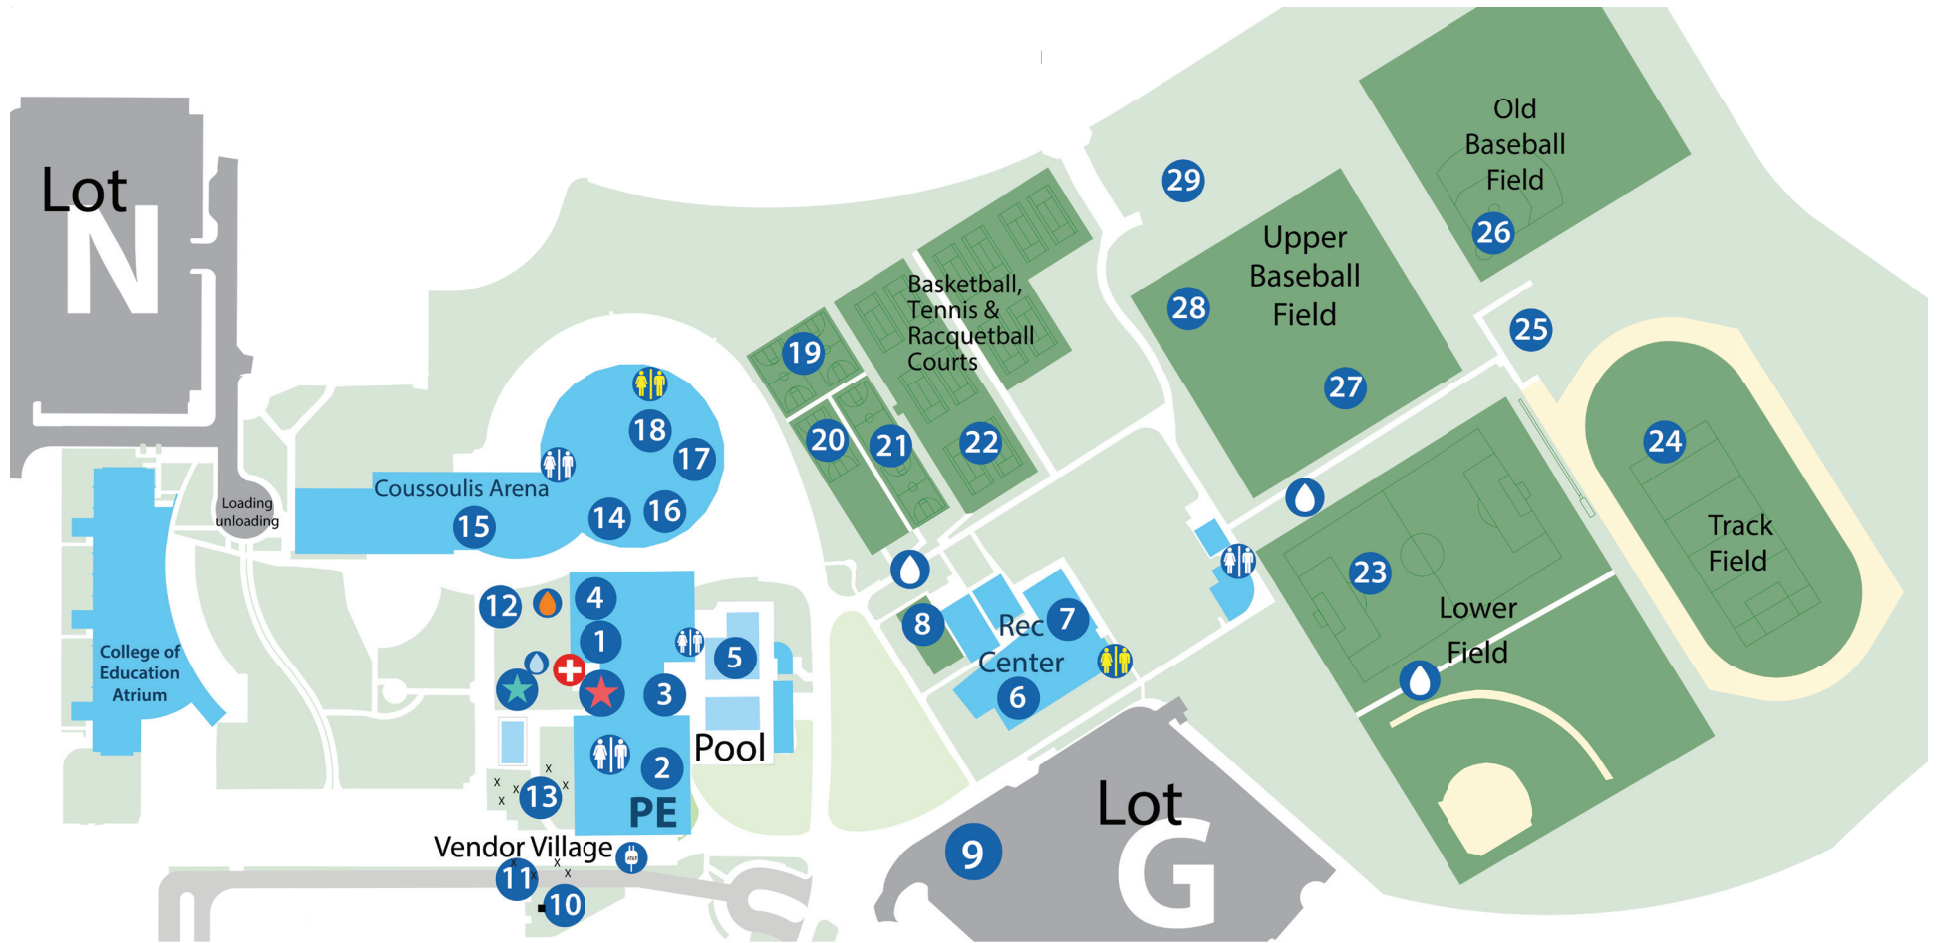 Lot
N
Loading
unloading
College of
Education
Atrium
Coussoulis Arena
15
14
16
17
18
12
4
1
3
5
2
PE
Pool
13
x
x
x
x
x
Vendor Village
AT&T
11
x
x
x
x
10
19
20
21
22
Basketball,
Tennis &
Racquetball
Courts
8
Rec
Center
7
6
Lot
G
9
29
28
Upper
Baseball
Field
27
Old
Baseball
Field
26
25
24
Track
Field
23
Lower
Field